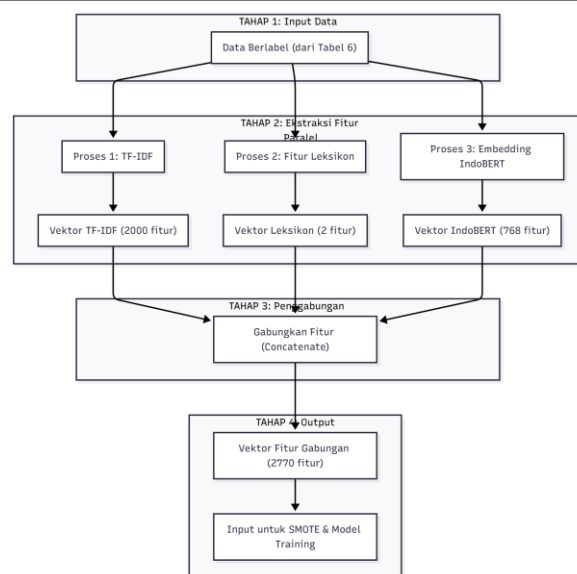 TAHAP 1: Input Data
Data Berlabel (dari Tabel 6)
TAHAP 2: Ekstraksi Fitur
Paralel
Proses 1: TF-IDF
Proses 2: Fitur Leksikon
Proses 3: Embedding
IndoBERT
Vektor TF-IDF (2000 fitur)
Vektor Leksikon (2 fitur)
Vektor IndoBERT (768 fitur)
TAHAP 3: Penggabungan
Gabungkan Fitur
(Concatenate)
TAHAP 4: Output
Vektor Fitur Gabungan
(2770 fitur)
Input untuk SMOTE & Model
Training